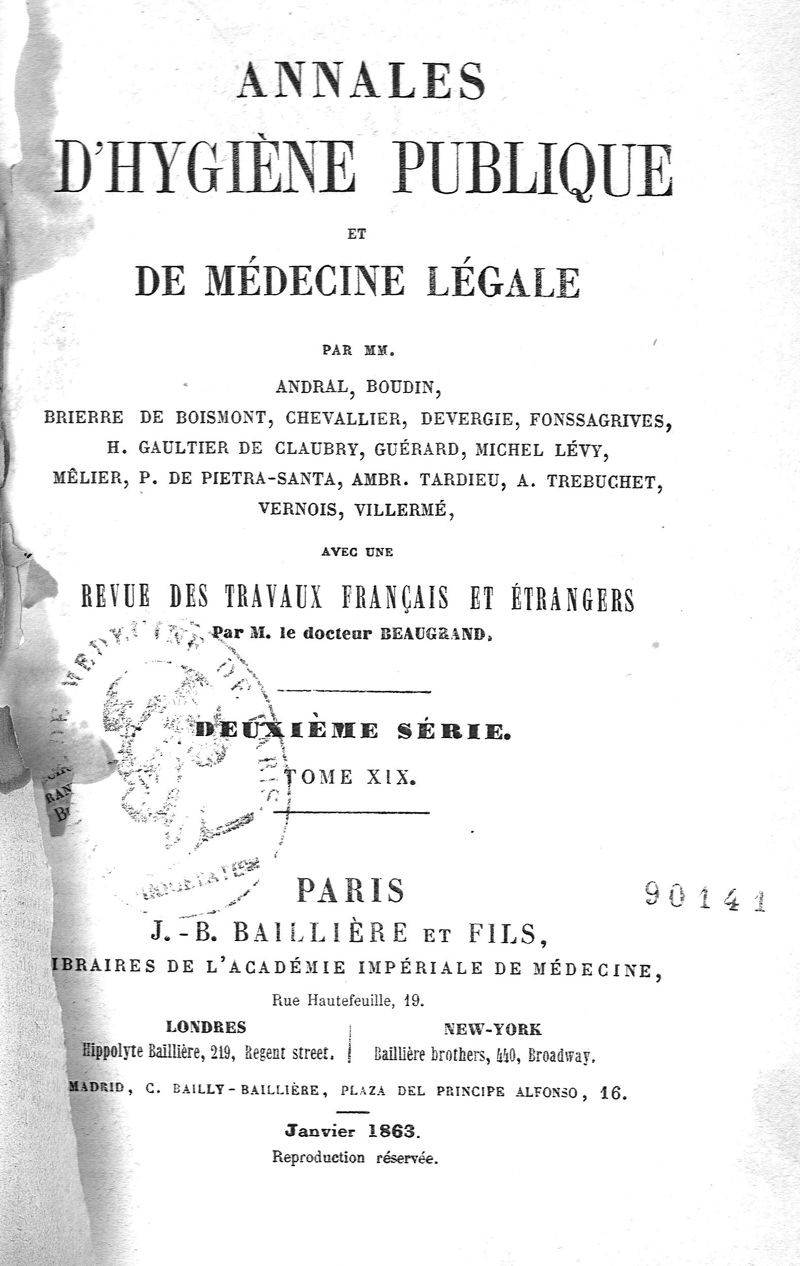 ANNALES
D'HYGIÈNE PUBLIQUE
ET
DE MÉDECINE LÉGALE
PAR MM.
ANDRAL, BOUDIN,
BRIERRE DE BOISMONT, CHEVALLIER, DEVERGIE, FONSSAGRIVES,
H. GAULTIER DE CLAUBRY, GUÉRARD, MICHEL LÉVY,
MÊLIER, P. DE PIETRA-SANTA, AMBR. TARDIEU, A. TREBUCHET,
VERNOIS, VILLERMÉ,
AVEC UNE
REVUE DES TRAVAUX FRANÇAIS ET ÉTRANGERS
Par M. le docteur BEAUGRAND.
DE MEDECINE DE PARIS
DEUXIÈME SÉRIE.
TOME XIX.
PARIS
90141
J.-B. BAILLIÈRE ET FILS,
IBRAIRES DE L'ACADÉMIE IMPÉRIALE DE MÉDECINE,
Rue Hautefeuille, 19.
LONDRES
Hippolyte Baillière, 219, Regent street.
NEW-YORK
Baillière brothers, 440, Broadway.
MADRID, C. BAILLY-BAILLIÈRE, PLAZA DEL PRINCIPE ALFONSO, 16.
Janvier 1863.
Reproduction réservée.